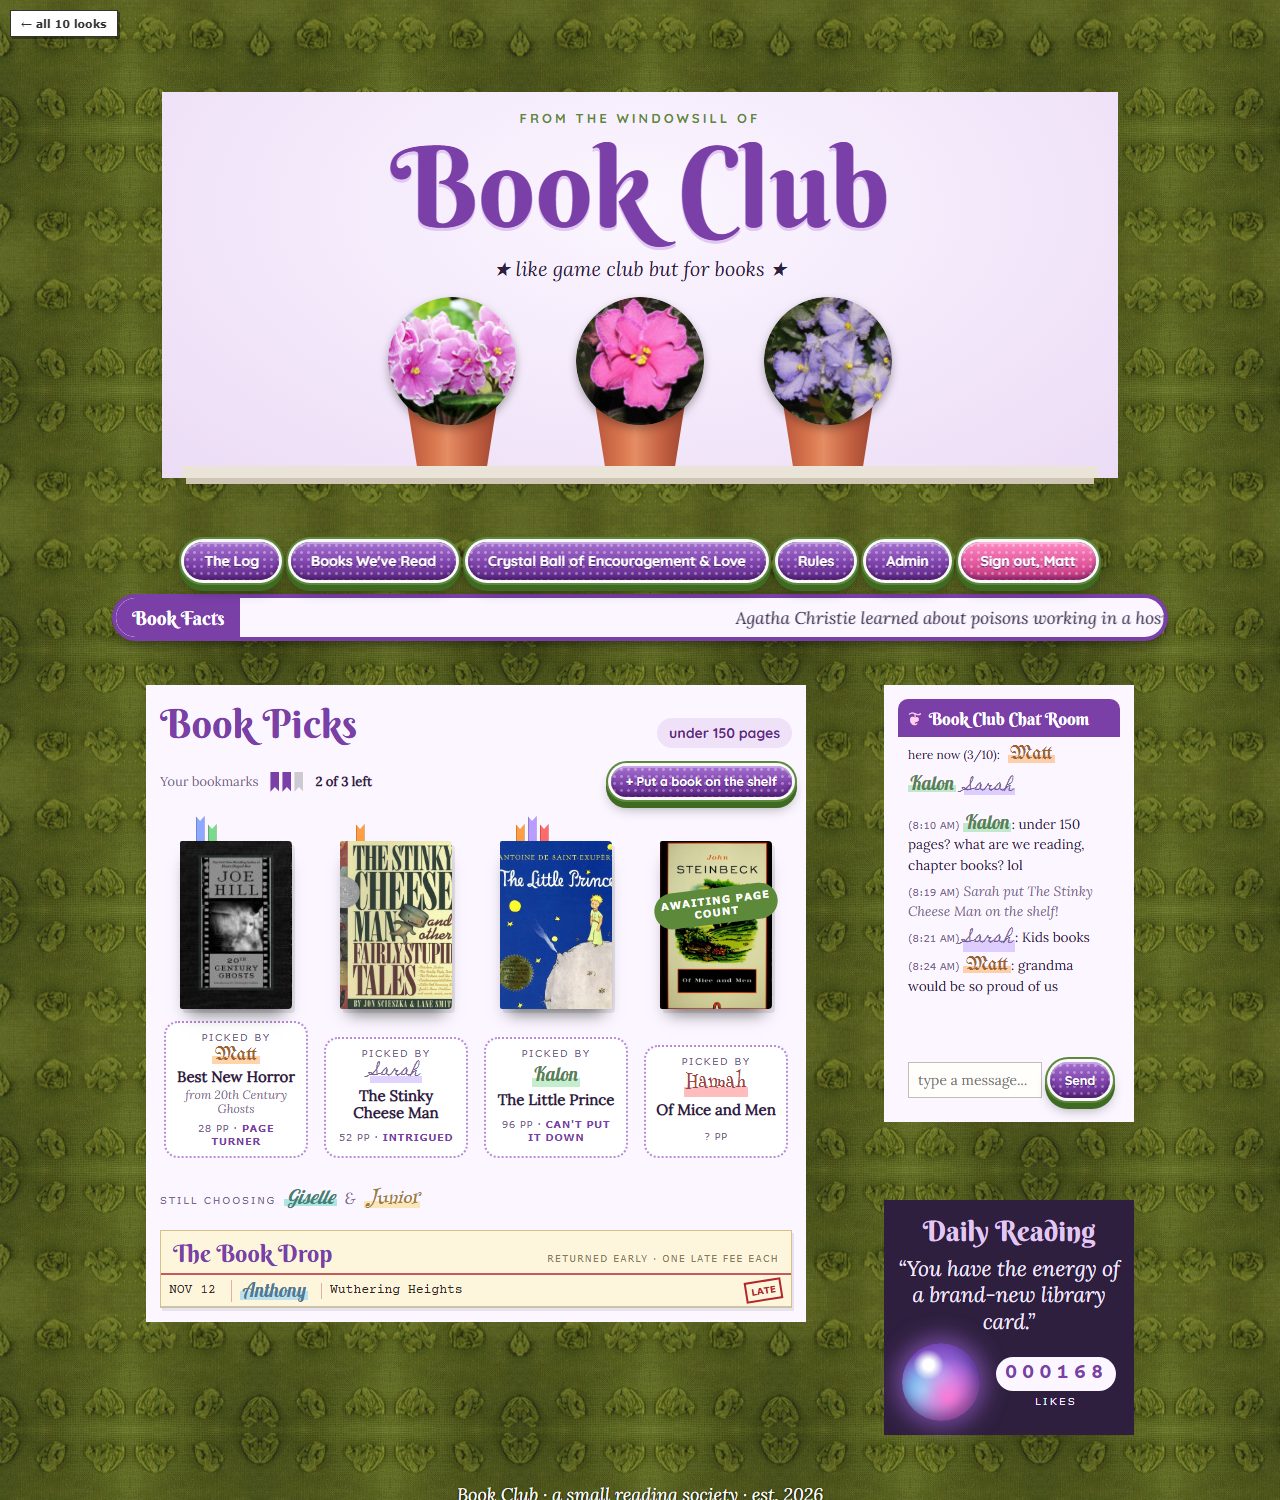 ← all 10 looks
FROM THE WINDOWSILL OF
Book Club
★ like game club but for books ★
The Log
Books We've Read
Crystal Ball of Encouragement & Love
Rules
Admin
Sign out, Matt
Book Facts
Agatha Christie learned about poisons working in a hos
Book Picks
under 150 pages
Your bookmarks
2 of 3 left
+ Put a book on the shelf
JOE
HILL
20TH
CENTURY
GHOSTS
THE STINKY
CHEESE
MAN
and
other
FAIRLY STUPID
TALES
BY JON SCIESZKA & LANE SMIT
ANTOINE DE SAINT-EXUPÉR
The Little Prince
John
STEINBECK
AWAITING PAGE
COUNT
Of Mice and Men
PICKED BY
Matt
Best New Horror
from 20th Century
Ghosts
28 PP · PAGE
TURNER
PICKED BY
Sarah
The Stinky
Cheese Man
52 PP · INTRIGUED
PICKED BY
Kalon
The Little Prince
96 PP · CAN'T PUT
IT DOWN
PICKED BY
Hannah
Of Mice and Men
? PP
STILL CHOOSING Giselle & Junior
The Book Drop
RETURNED EARLY · ONE LATE FEE EACH
NOV 12 Anthony Wuthering Heights LATE
❦ Book Club Chat Room
here now (3/10): Matt
Kalon Sarah
(8:10 AM) Kalon: under 150
pages? what are we reading,
chapter books? lol
(8:19 AM) Sarah put The Stinky
Cheese Man on the shelf!
(8:21 AM) Sarah: Kids books
(8:24 AM) Matt: grandma
would be so proud of us
type a message...
Send
Daily Reading
“You have the energy of
a brand-new library
card.”
000168
LIKES
Book Club · a small reading society · est. 2026